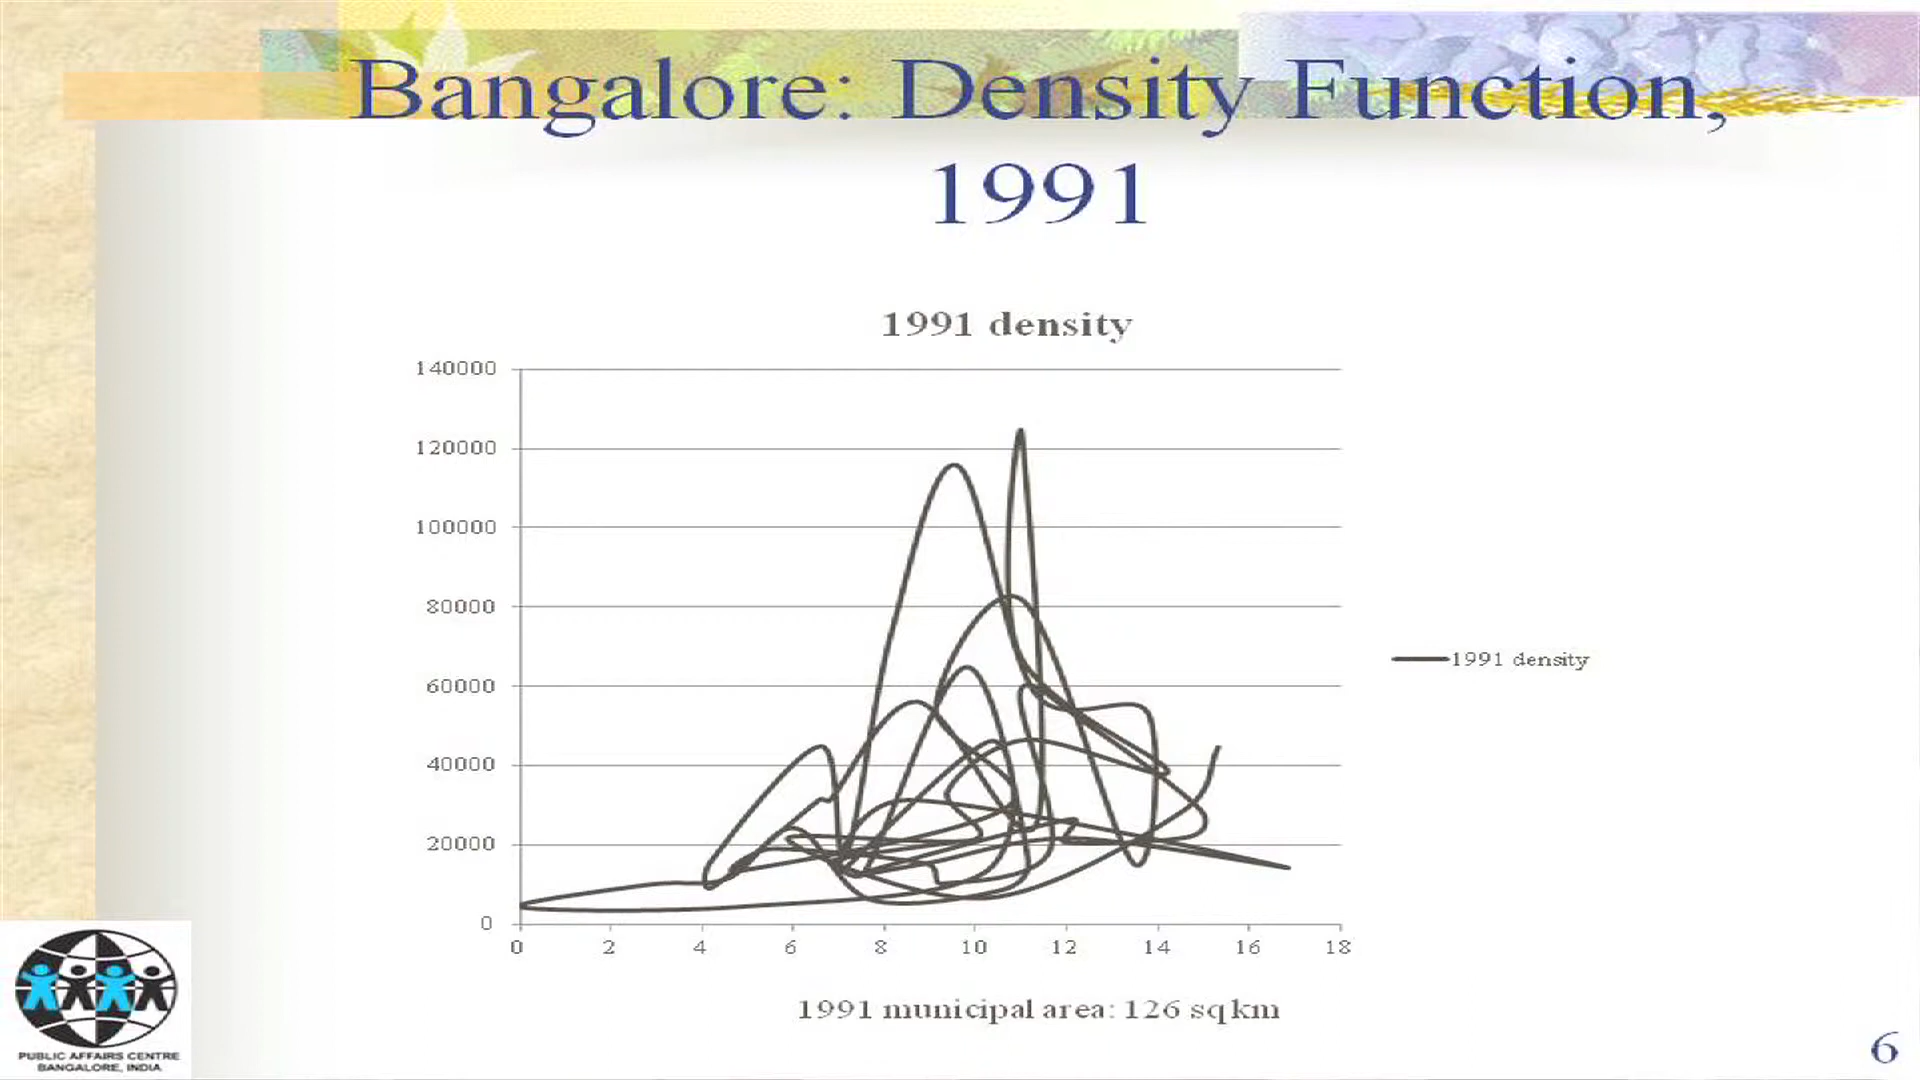 Bangalore: Density Function,
1991
1991 density
140000
120000
100000
80000
60000
40000
20000
0
0 2 4 6 8 10 12 14 16 18
1991 density
1991 municipal area: 126 sq km
PUBLIC AFFAIRS CENTRE
BANGALORE, INDIA
6